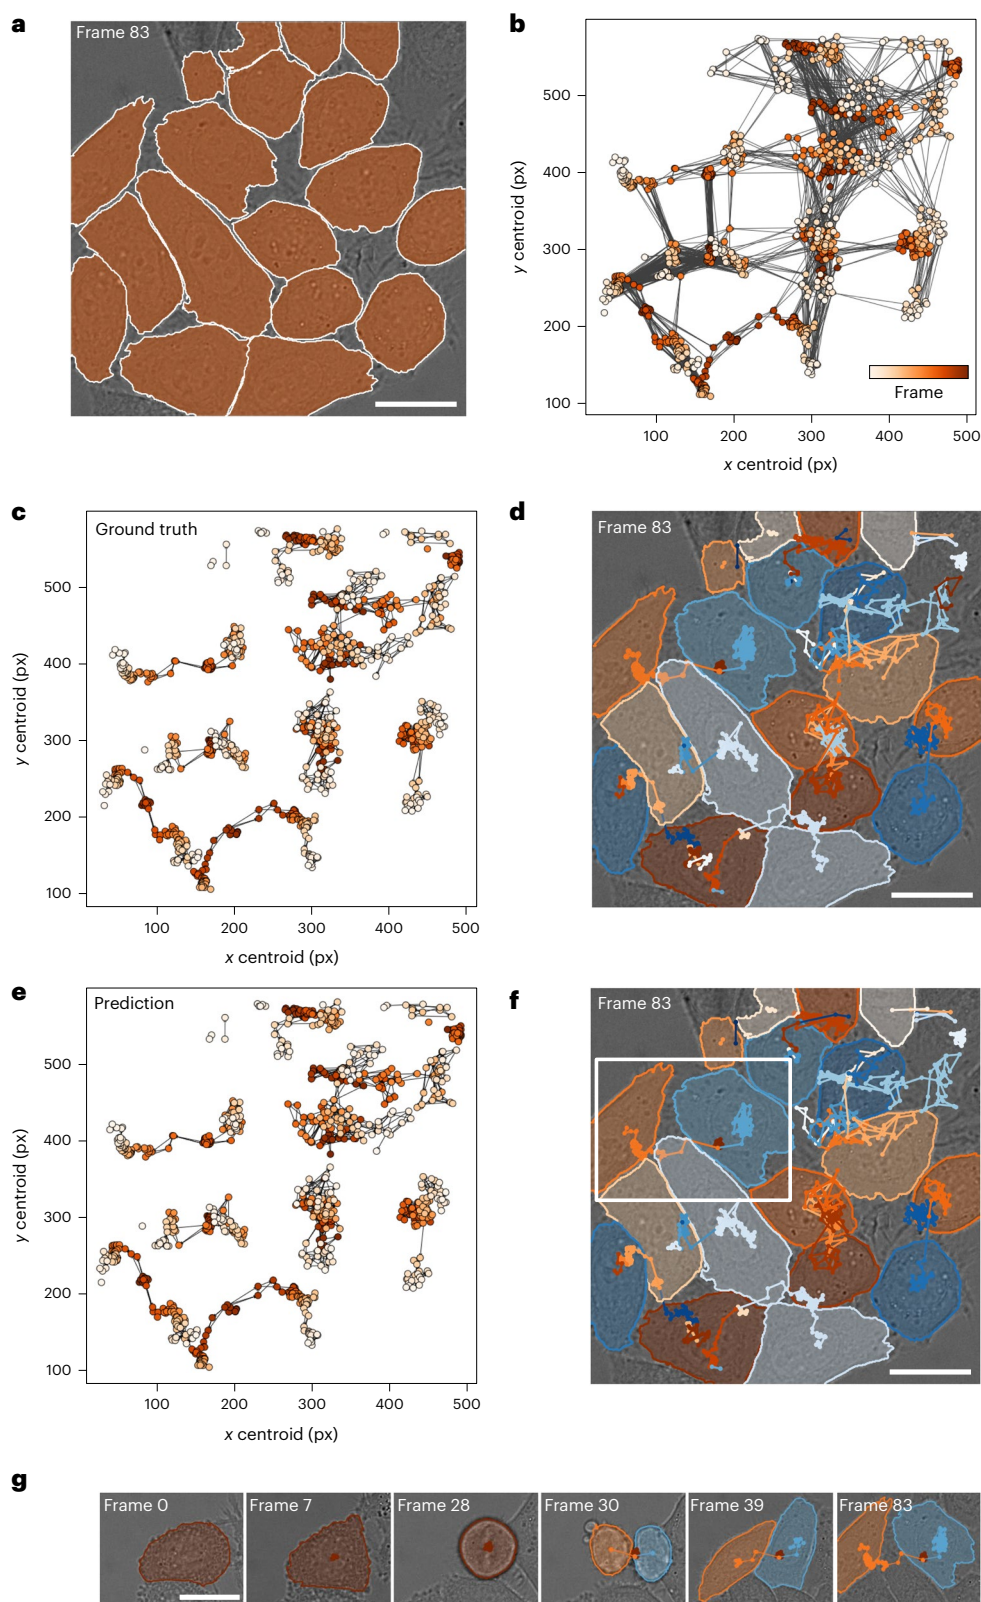 a
Frame 83
b
y centroid (px)
500
400
300
200
100
Frame
100 200 300 400 500
x centroid (px)
c
Ground truth
y centroid (px)
500
400
300
200
100
100 200 300 400 500
x centroid (px)
d
Frame 83
e
Prediction
y centroid (px)
500
400
300
200
100
100 200 300 400 500
x centroid (px)
f
Frame 83
g
Frame 0 Frame 7 Frame 28 Frame 30 Frame 39 Frame 83